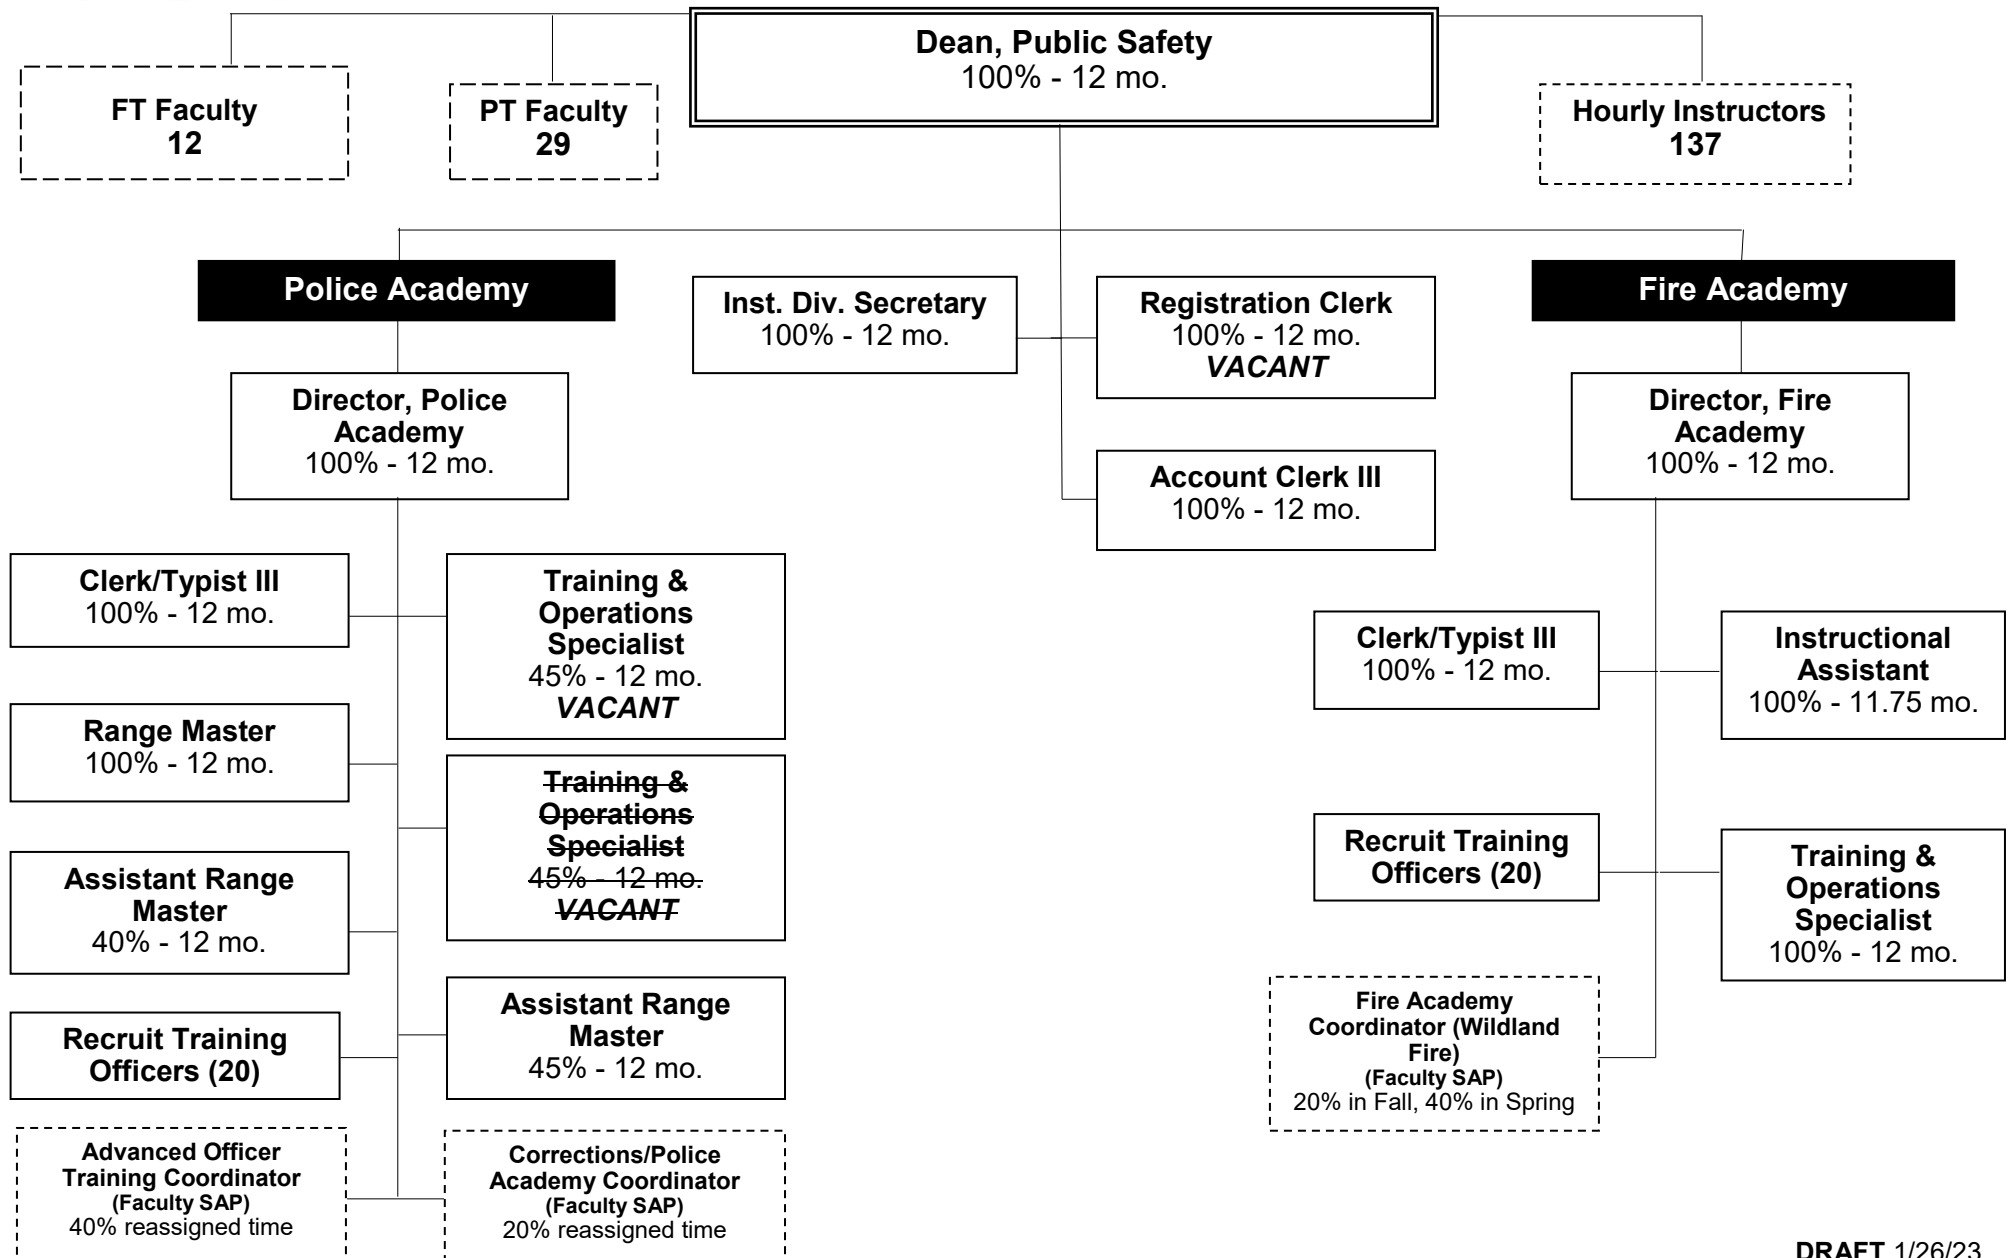 Dean, Public Safety
100% - 12 mo.
FT Faculty
12
PT Faculty
29
Hourly Instructors
137
Police Academy
Inst. Div. Secretary
100% - 12 mo.
Registration Clerk
100% - 12 mo.
VACANT
Fire Academy
Director, Police
Academy
100% - 12 mo.
Account Clerk III
100% - 12 mo.
Director, Fire
Academy
100% - 12 mo.
Clerk/Typist III
100% - 12 mo.
Training &
Operations
Specialist
45% - 12 mo.
VACANT
Range Master
100% - 12 mo.
Training &
Operations
Specialist
45% - 12 mo.
VACANT
Assistant Range
Master
40% - 12 mo.
Assistant Range
Master
45% - 12 mo.
Recruit Training
Officers (20)
Advanced Officer
Training Coordinator
(Faculty SAP)
40% reassigned time
Corrections/Police
Academy Coordinator
(Faculty SAP)
20% reassigned time
Clerk/Typist III
100% - 12 mo.
Instructional
Assistant
100% - 11.75 mo.
Recruit Training
Officers (20)
Training &
Operations
Specialist
100% - 12 mo.
Fire Academy
Coordinator (Wildland
Fire)
(Faculty SAP)
20% in Fall, 40% in Spring
DRAFT 1/26/23